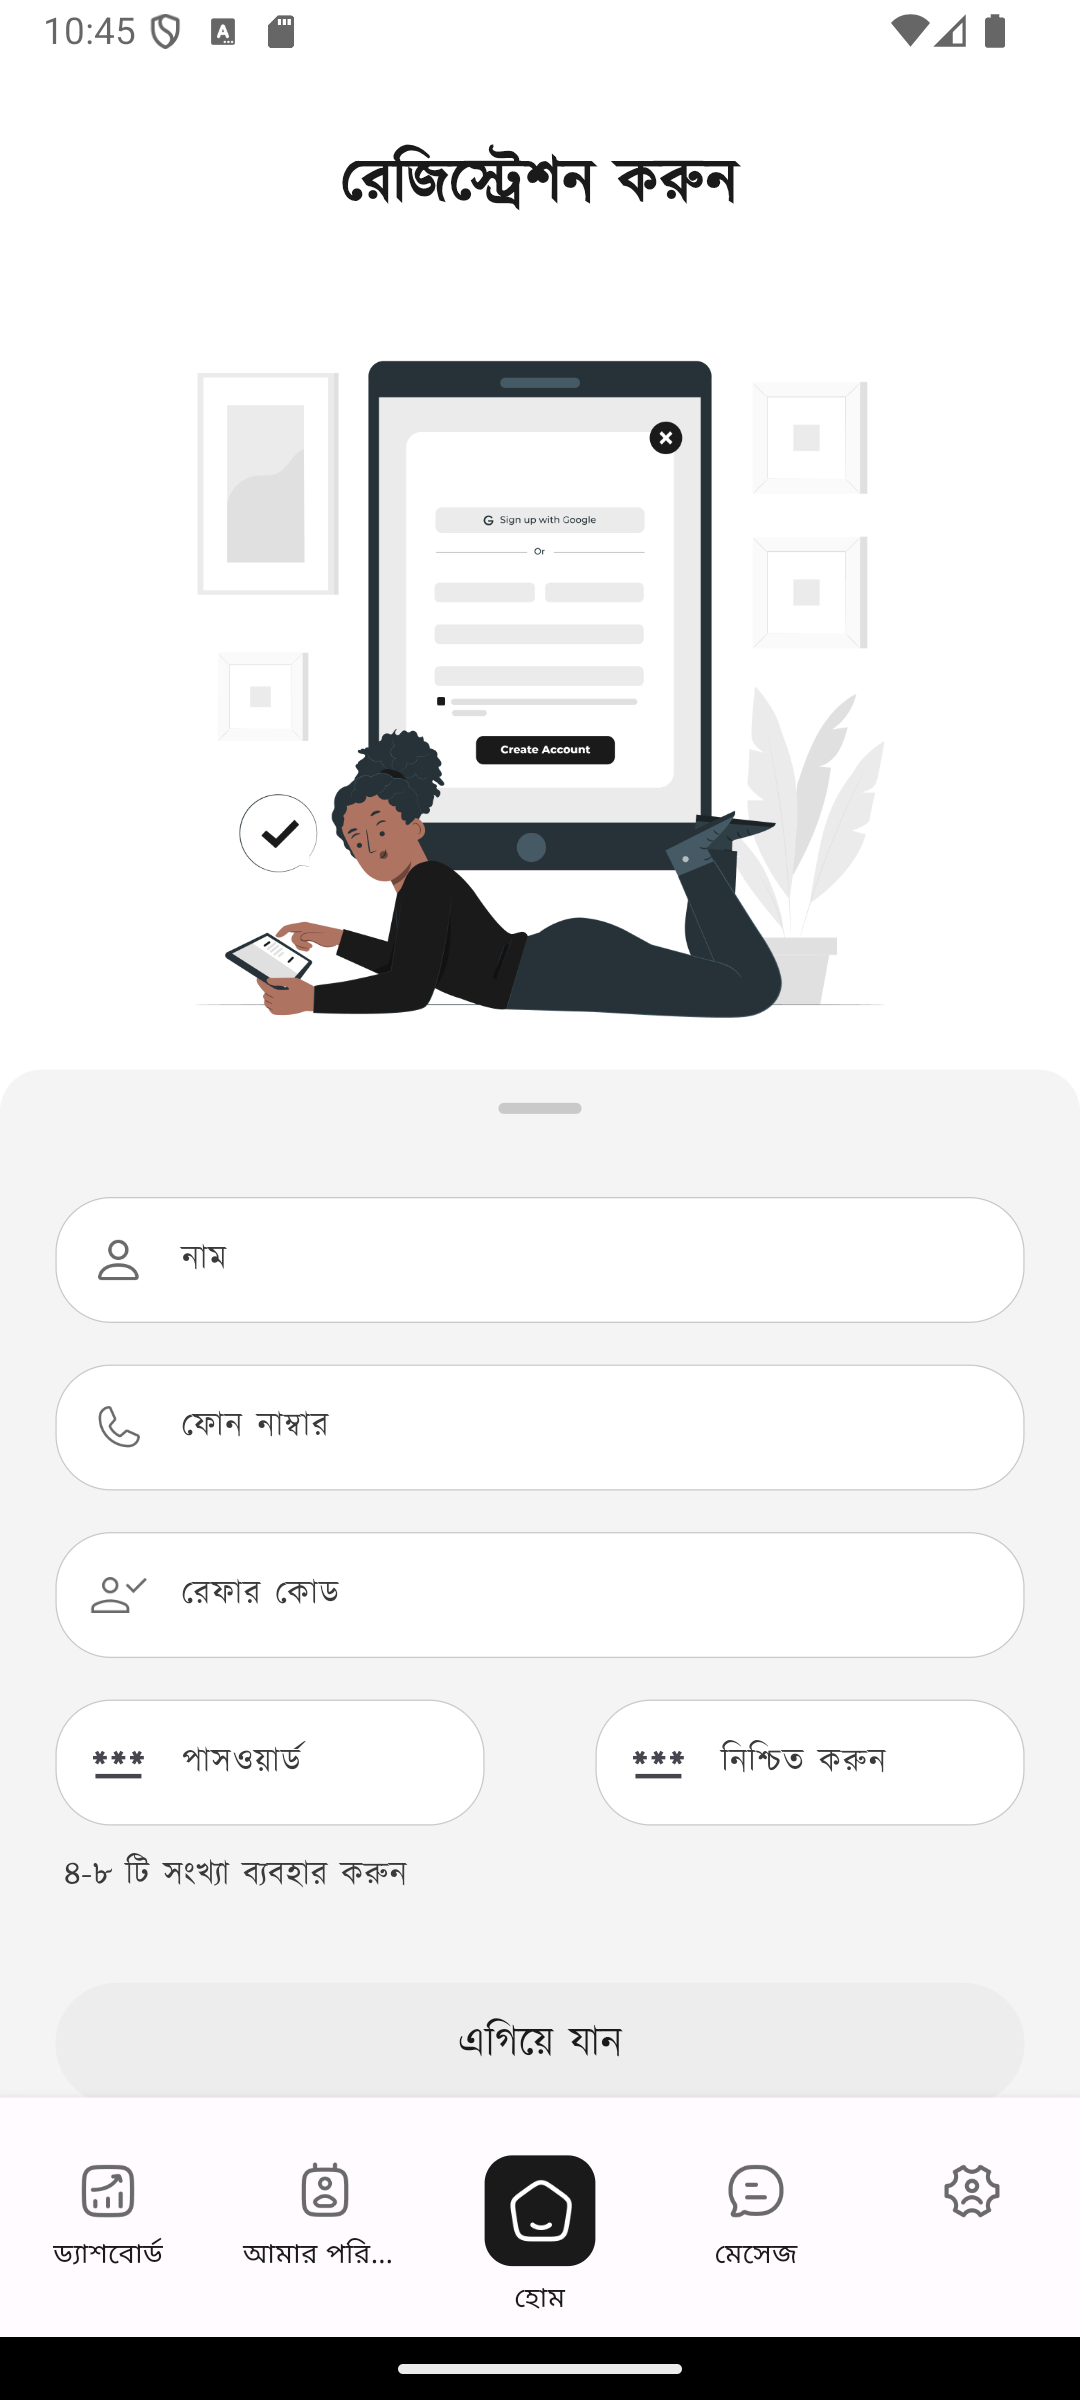 10:45
রেজিস্ট্রেশন করুন
Sign up with Google
Or
Create Account
নাম
ফোন নাম্বার
রেফার কোড
পাসওয়ার্ড
নিশ্চিত করুন
৪-৮ টি সংখ্যা ব্যবহার করুন
এগিয়ে যান
ড্যাশবোর্ড
আমার পরি...
হোম
মেসেজ